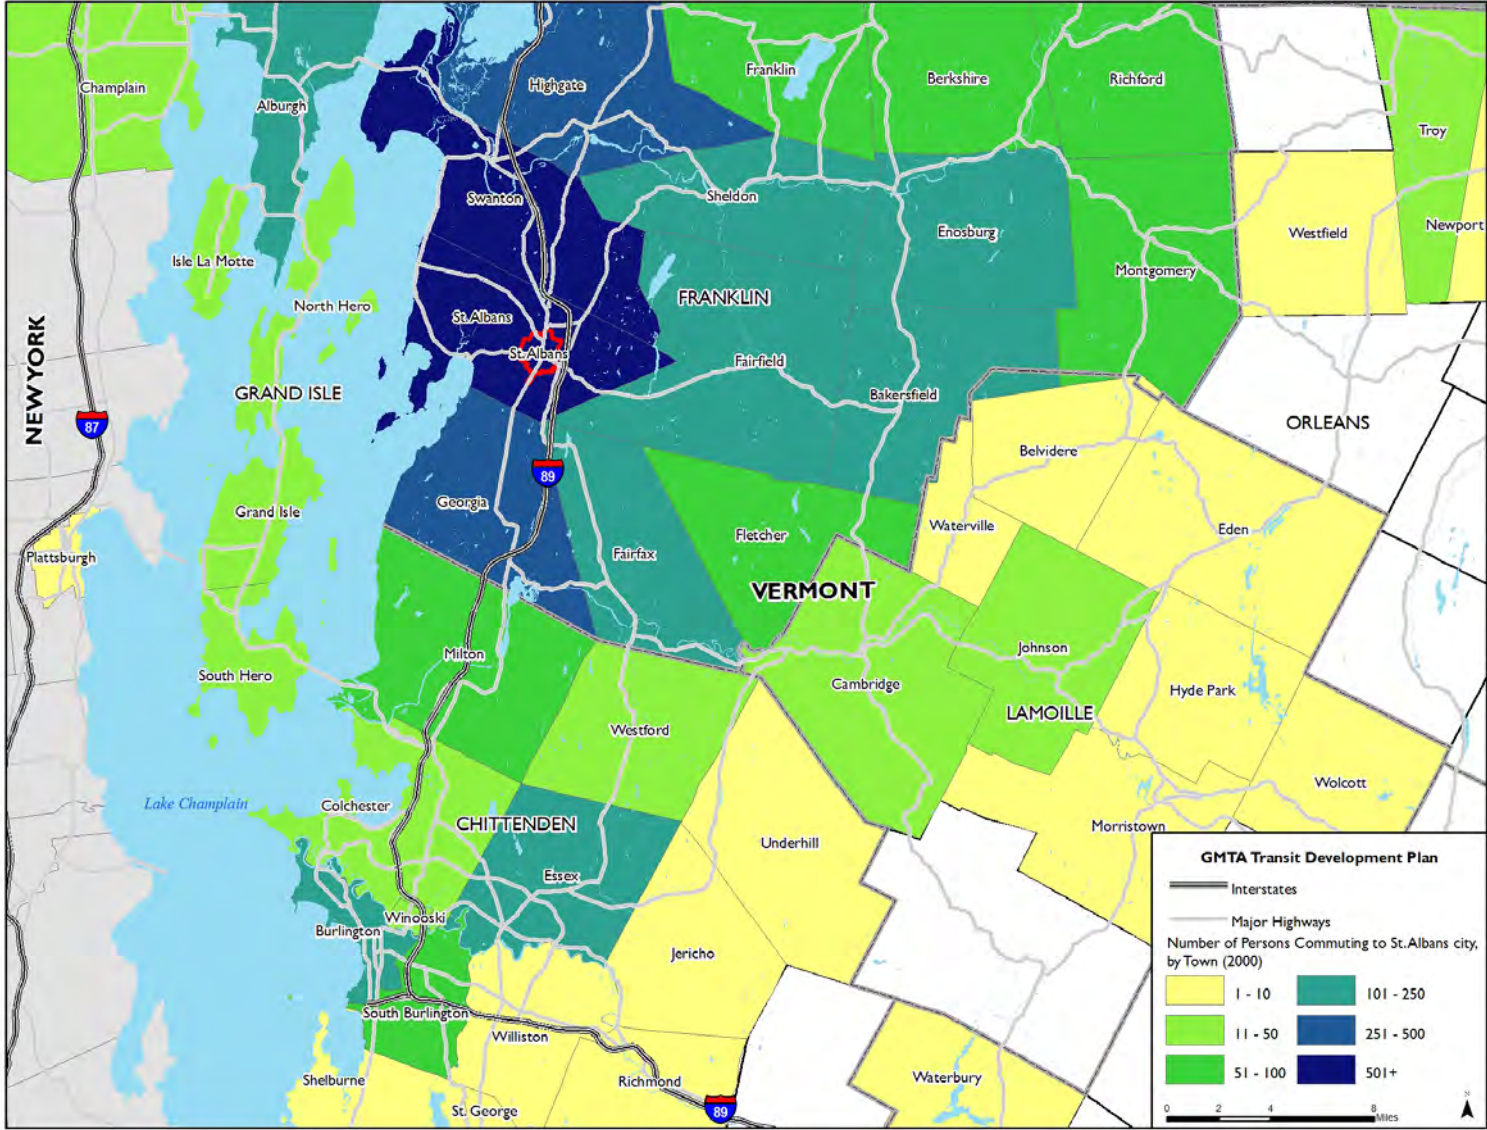 Champlain
Alburgh
Highgate
Franklin
Berkshire
Richford
Troy
Swanton
Sheldon
Enosburg
Westfield
Newport
Isle La Motte
North Hero
FRANKLIN
Montgomery
St. Albans
St. Albans
Fairfield
NEW YORK
GRAND ISLE
Bakersfield
ORLEANS
87
Belvidere
89
Georgia
Grand Isle
Waterville
Eden
Plattsburgh
Fairfax
Fletcher
VERMONT
Milton
Johnson
South Hero
Cambridge
Hyde Park
LAMOILLE
Westford
Lake Champlain
Colchester
CHITTENDEN
Wolcott
Morristown
Underhill
Essex
Winooski
Burlington
Jericho
South Burlington
Williston
Shelburne
Richmond
St. George
89
Waterbury
GMTA Transit Development Plan
Interstates
Major Highways
Number of Persons Commuting to St. Albans city,
by Town (2000)
1 - 10
101 - 250
11 - 50
251 - 500
51 - 100
501+
N
0 2 4 8
Miles